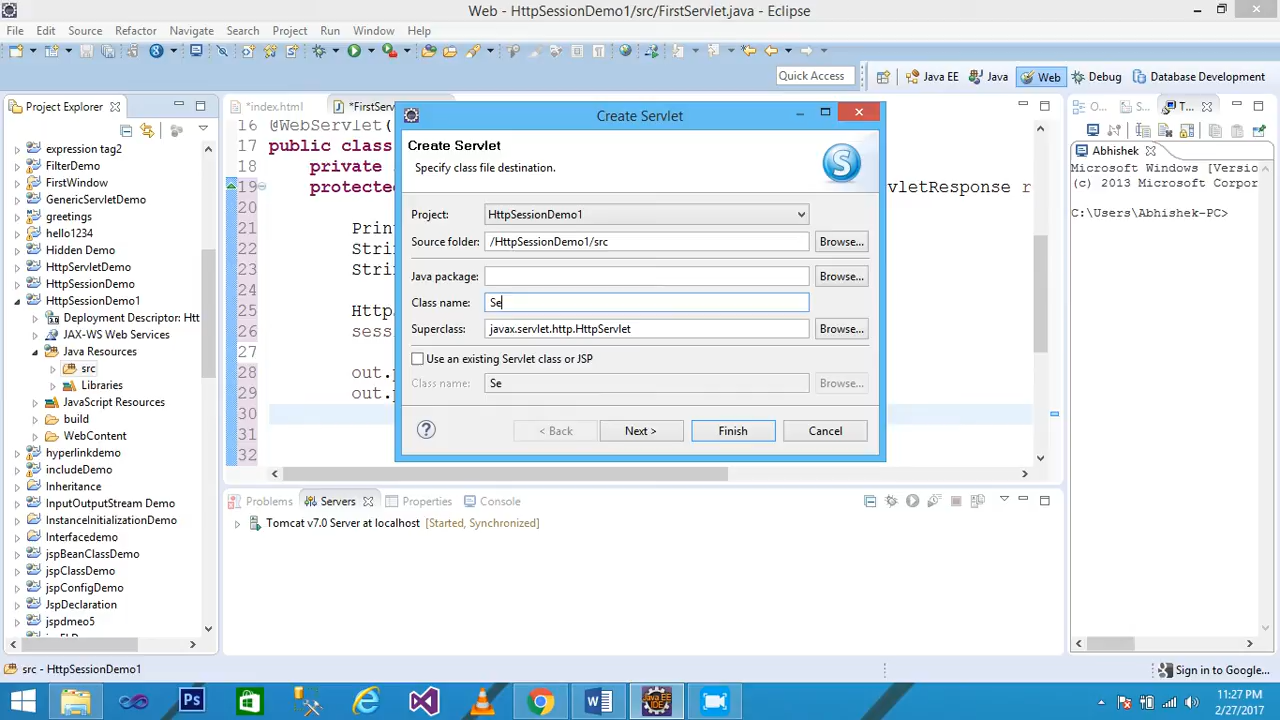 Web - HttpSessionDemo1/src/FirstServlet.java - Eclipse
File Edit Source Refactor Navigate Search Project Run Window Help
Quick Access
Java EE
Java
Web
Debug
Database Development
Project Explorer
expression tag2
FilterDemo
FirstWindow
GenericServletDemo
greetings
hello1234
Hidden Demo
HttpServletDemo
HttpSessionDemo
HttpSessionDemo1
Deployment Descriptor: Htt
JAX-WS Web Services
Java Resources
src
Libraries
JavaScript Resources
build
WebContent
hyperlinkdemo
includeDemo
Inheritance
InputOutputStream Demo
InstanceInitializationDemo
Interfacedemo
jspBeanClassDemo
jspClassDemo
jspConfigDemo
JspDeclaration
jspdmeo5
*index.html
*FirstServ
16 @WebServlet(
17 public class
18 private
19 protected
vletResponse r
20
21 Prin
22 Stri
23 Stri
24
25 Http
26 sess
27
28 out.
29 out.
30
31
32
Create Servlet
Create Servlet
Specify class file destination.
Project: HttpSessionDemo1
Source folder: /HttpSessionDemo1/src Browse...
Java package: Browse...
Class name: Se
Superclass: javax.servlet.http.HttpServlet Browse...
Use an existing Servlet class or JSP
Class name: Se Browse...
< Back Next > Finish Cancel
O...
S...
T...
Abhishek
Microsoft Windows [Versio
(c) 2013 Microsoft Corpor
C:\Users\Abhishek-PC>
Problems Servers Properties Console
Tomcat v7.0 Server at localhost [Started, Synchronized]
src - HttpSessionDemo1
Sign in to Google...
11:27 PM
2/27/2017